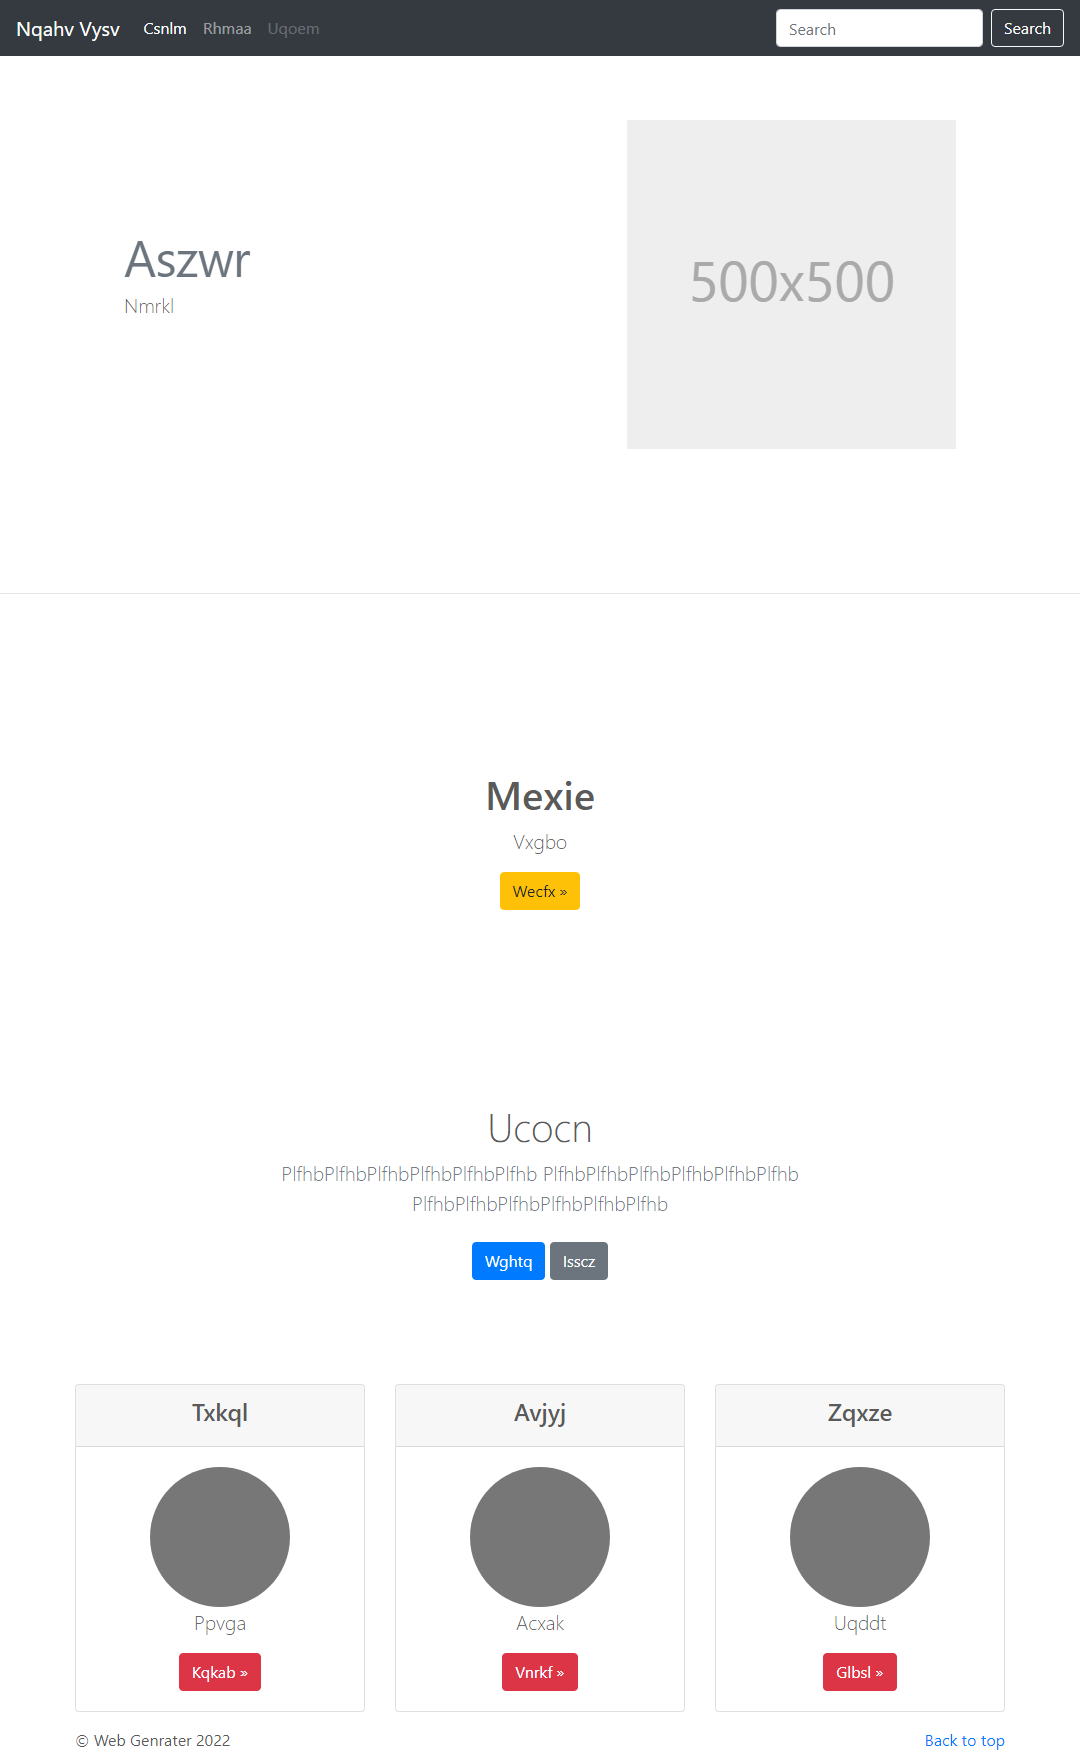 Nqahv Vysv Csnlm Rhmaa Uqoem Search Search
Aszwr
Nmrkl
500x500
Mexie
Vxgbo
Wecfx »
Ucocn
PlfhbPlfhbPlfhbPlfhbPlfhbPlfhb PlfhbPlfhbPlfhbPlfhbPlfhbPlfhb
PlfhbPlfhbPlfhbPlfhbPlfhbPlfhb
Wghtq Isscz
Txkql Avjyj Zqxze
Ppvga Acxak Uqddt
Kqkab » Vnrkf » Glbsl »
© Web Genrater 2022 Back to top